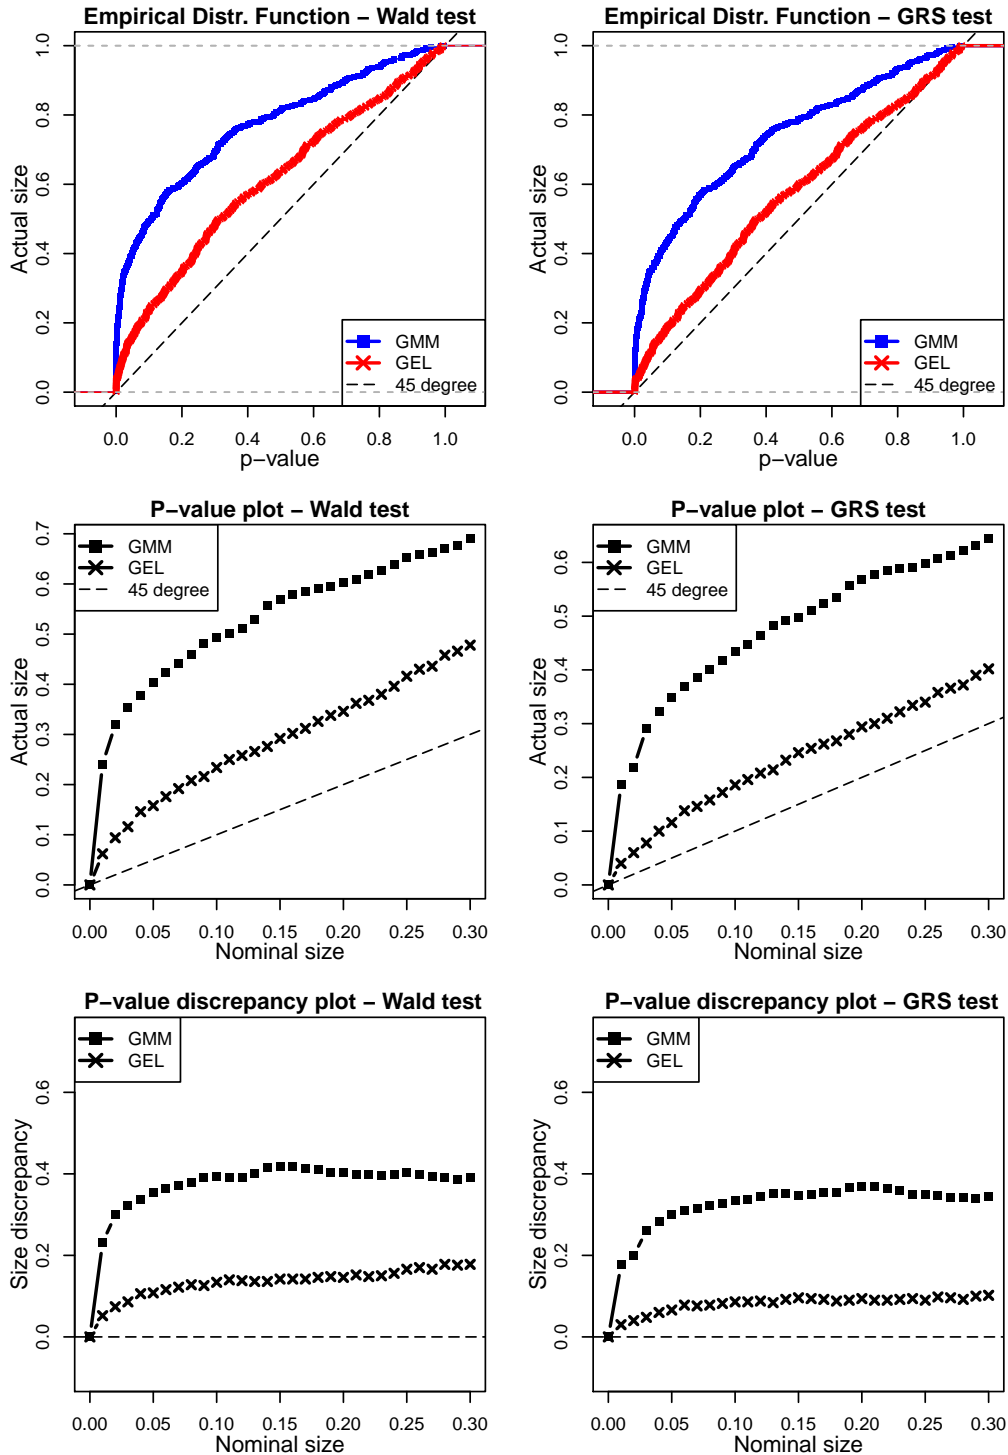 Empirical Distr. Function − Wald test
Actual size
0.0 0.2 0.4 0.6 0.8 1.0
GMM
GEL
45 degree
0.0 0.2 0.4 0.6 0.8 1.0
p−value
Empirical Distr. Function − GRS test
Actual size
0.0 0.2 0.4 0.6 0.8 1.0
GMM
GEL
45 degree
0.0 0.2 0.4 0.6 0.8 1.0
p−value
P−value plot − Wald test
Actual size
0.0 0.1 0.2 0.3 0.4 0.5 0.6 0.7
GMM
GEL
45 degree
0.00 0.05 0.10 0.15 0.20 0.25 0.30
Nominal size
P−value plot − GRS test
Actual size
0.0 0.1 0.2 0.3 0.4 0.5 0.6
GMM
GEL
45 degree
0.00 0.05 0.10 0.15 0.20 0.25 0.30
Nominal size
P−value discrepancy plot − Wald test
Size discrepancy
0.0 0.2 0.4 0.6
GMM
GEL
0.00 0.05 0.10 0.15 0.20 0.25 0.30
Nominal size
P−value discrepancy plot − GRS test
Size discrepancy
0.0 0.2 0.4 0.6
GMM
GEL
0.00 0.05 0.10 0.15 0.20 0.25 0.30
Nominal size